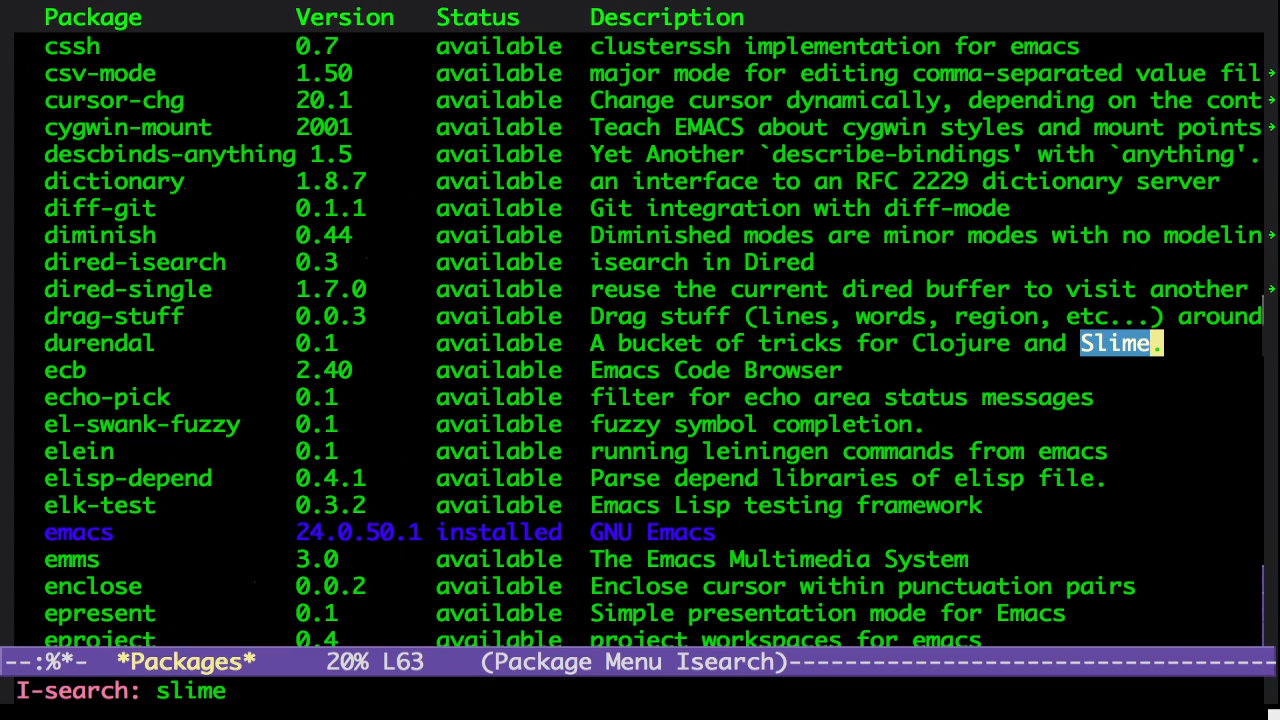 Package Version Status Description
cssh 0.7 available clusterssh implementation for emacs
csv-mode 1.50 available major mode for editing comma-separated value fil
cursor-chg 20.1 available Change cursor dynamically, depending on the cont
cygwin-mount 2001 available Teach EMACS about cygwin styles and mount points
descbinds-anything 1.5 available Yet Another `describe-bindings' with `anything'.
dictionary 1.8.7 available an interface to an RFC 2229 dictionary server
diff-git 0.1.1 available Git integration with diff-mode
diminish 0.44 available Diminished modes are minor modes with no modelin
dired-isearch 0.3 available isearch in Dired
dired-single 1.7.0 available reuse the current dired buffer to visit another
drag-stuff 0.0.3 available Drag stuff (lines, words, region, etc...) around
durendal 0.1 available A bucket of tricks for Clojure and Slime.
ecb 2.40 available Emacs Code Browser
echo-pick 0.1 available filter for echo area status messages
el-swank-fuzzy 0.1 available fuzzy symbol completion.
elein 0.1 available running leiningen commands from emacs
elisp-depend 0.4.1 available Parse depend libraries of elisp file.
elk-test 0.3.2 available Emacs Lisp testing framework
emacs 24.0.50.1 installed GNU Emacs
emms 3.0 available The Emacs Multimedia System
enclose 0.0.2 available Enclose cursor within punctuation pairs
epresent 0.1 available Simple presentation mode for Emacs
eproject 0.4 available project workspaces for emacs
--:%*- *Packages* 20% L63 (Package Menu Isearch)-----------------------------------
I-search: slime